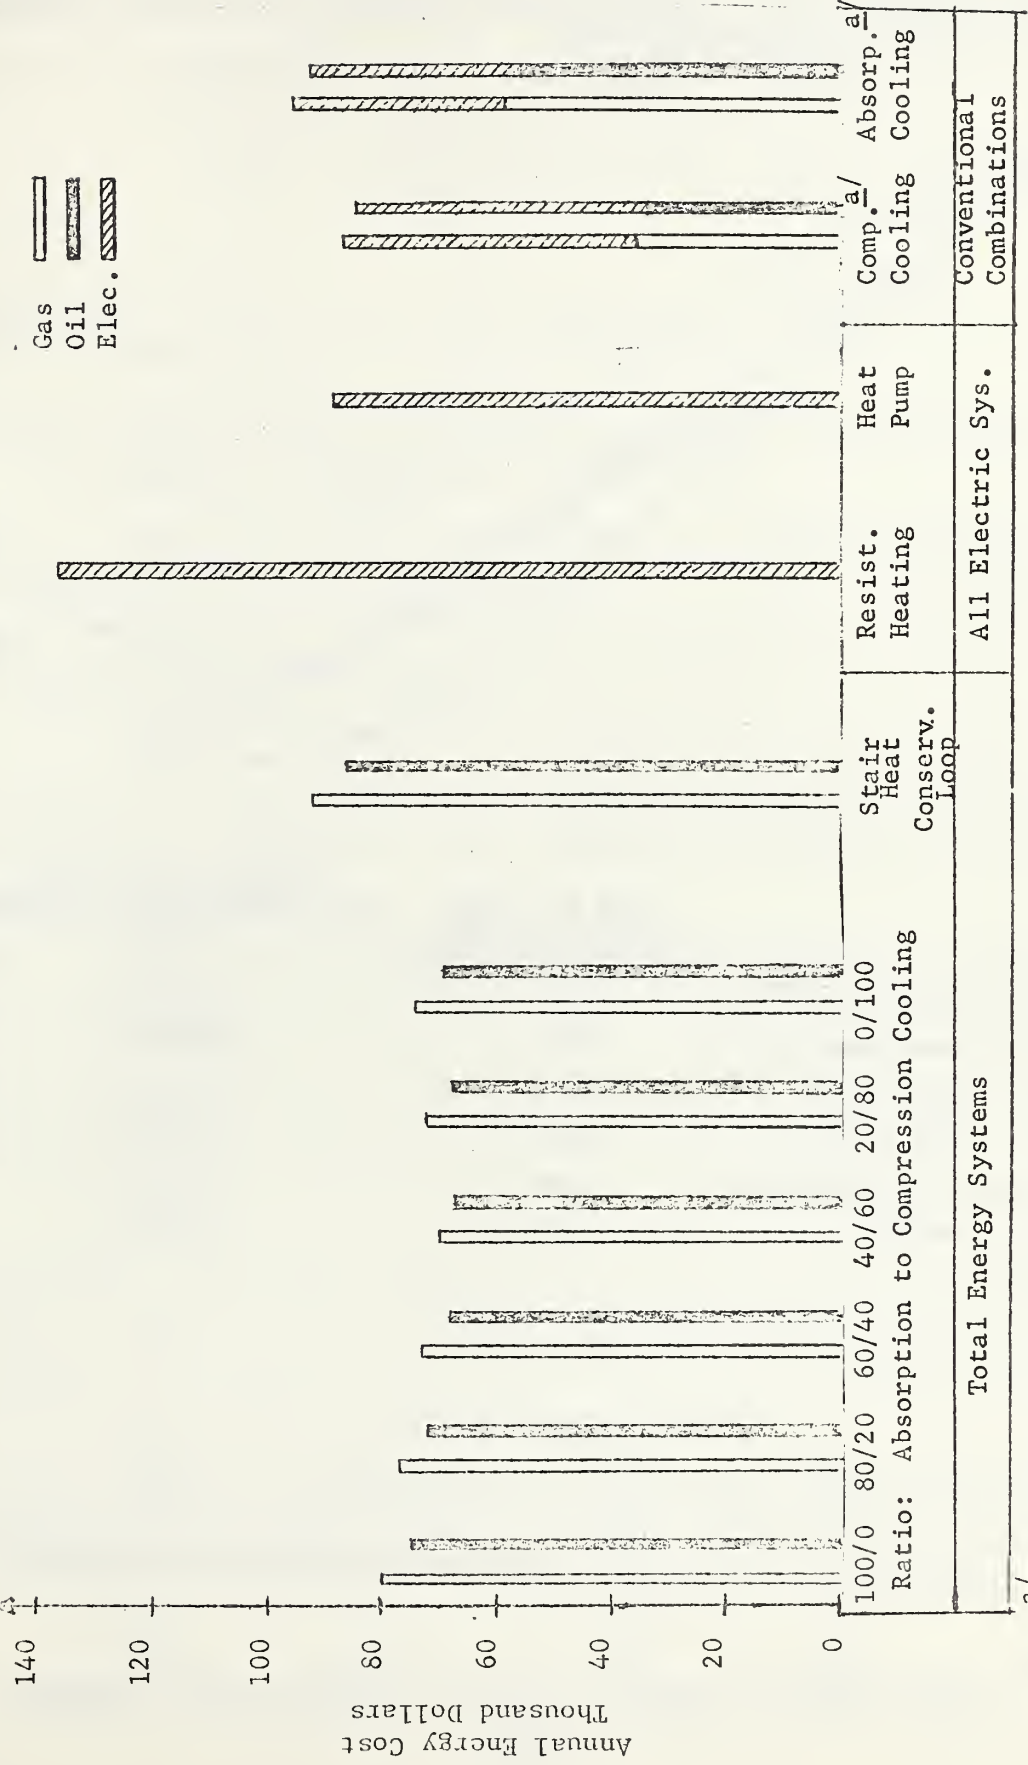 Gas
Oil
Elec.
Annual Energy Cost
Thousand Dollars
140
120
100
80
60
40
20
0
100/0 80/20 60/40 40/60 20/80 0/100
Ratio: Absorption to Compression Cooling
Stair
Heat
Conserv.
Loop
Resist.
Heating
Heat
Pump
Comp.a/
Cooling
Absorp.a/
Cooling
Total Energy Systems
All Electric Sys.
Conventional
Combinations
a/